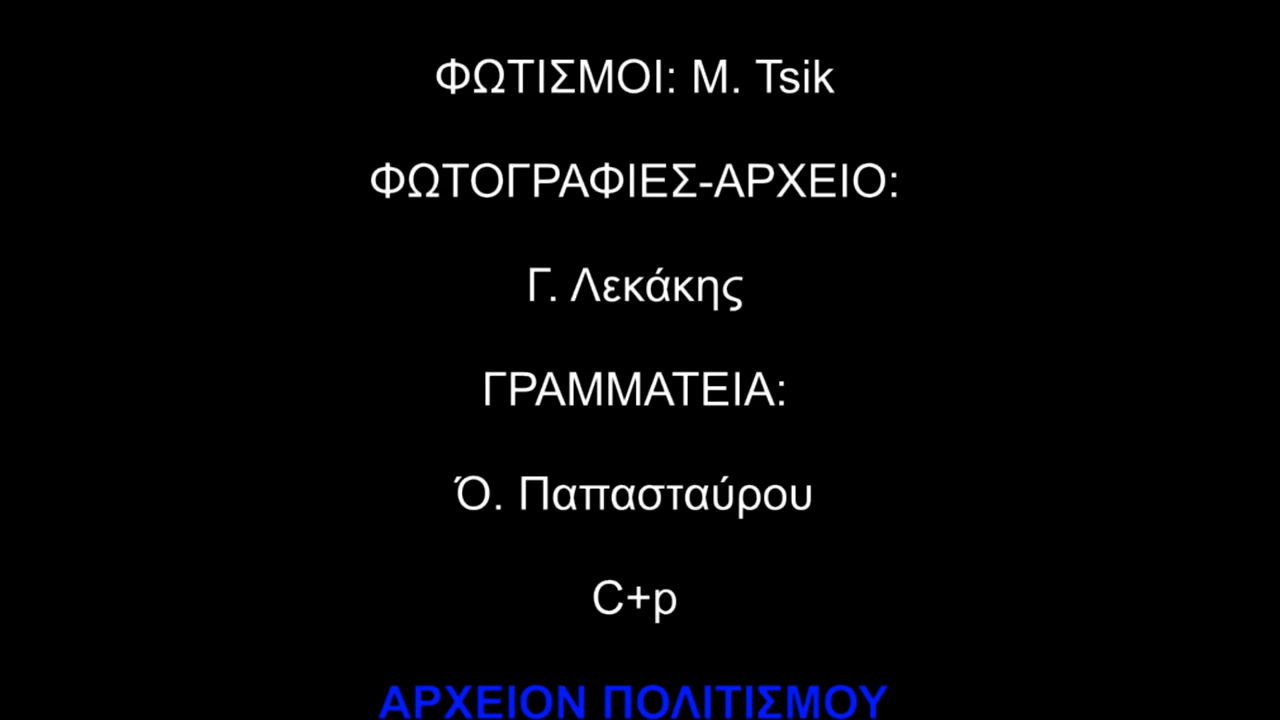 ΦΩΤΙΣΜΟΙ: M. Tsik
ΦΩΤΟΓΡΑΦΙΕΣ-ΑΡΧΕΙΟ:
Γ. Λεκάκης
ΓΡΑΜΜΑΤΕΙΑ:
Ό. Παπασταύρου
C+p
ΑΡΧΕΙΟΝ ΠΟΛΙΤΙΣΜΟΥ